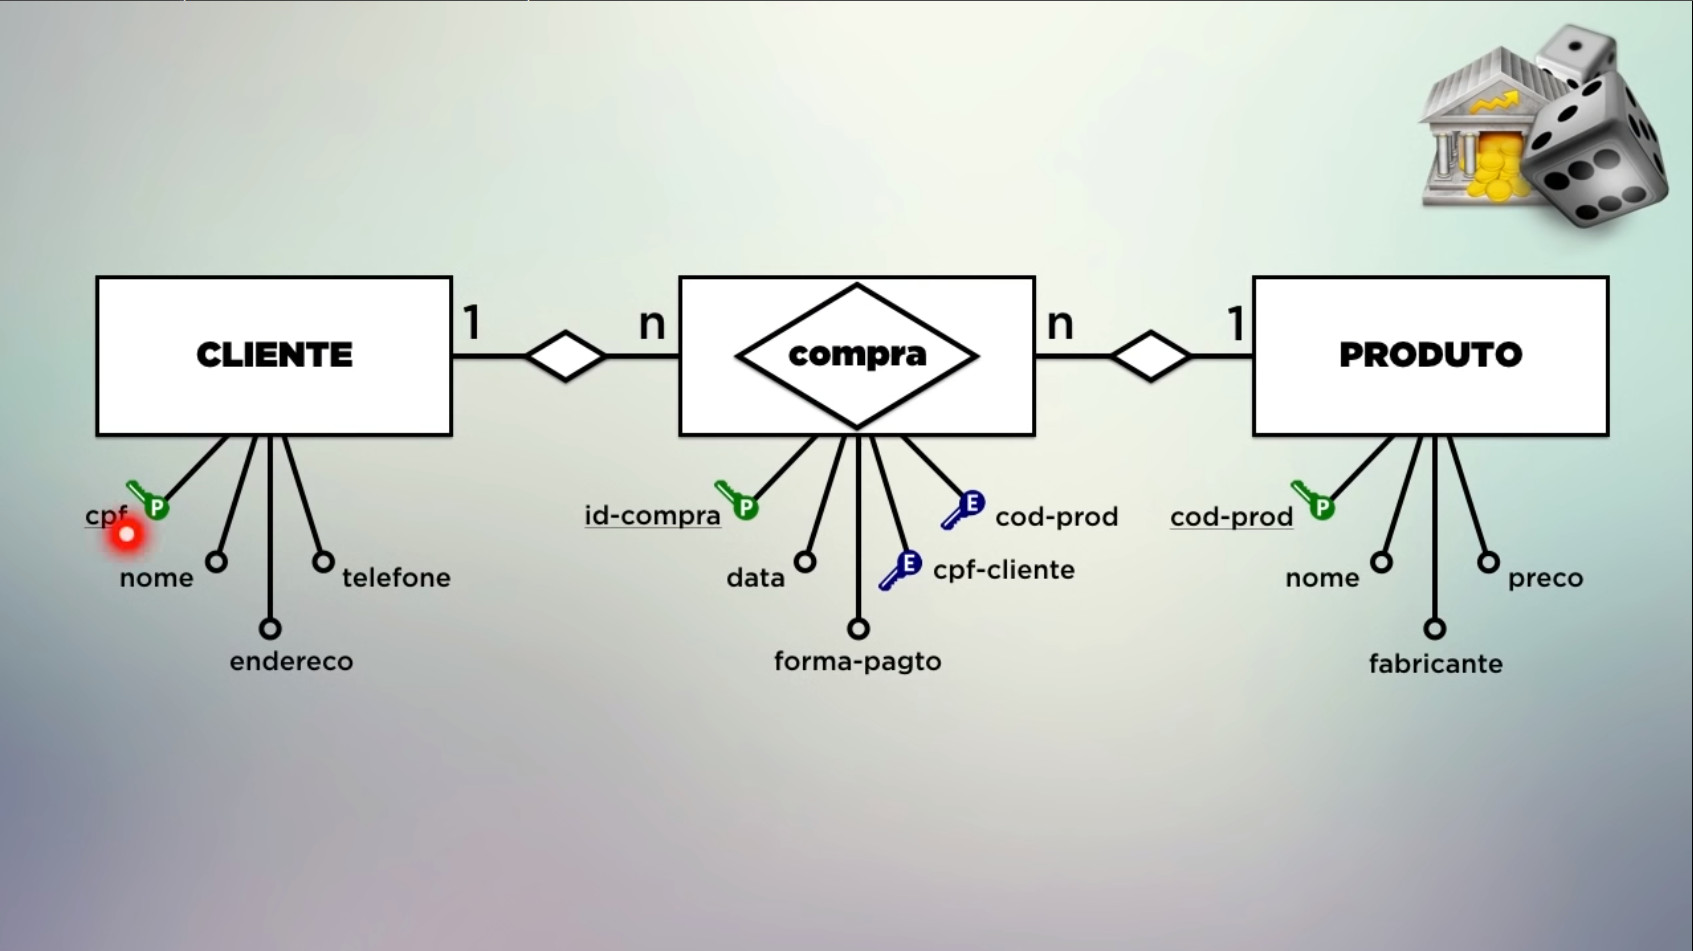 1 n n 1
CLIENTE compra PRODUTO
cpf P id-compra P E cod-prod cod-prod P
nome telefone data E cpf-cliente nome preco
endereco forma-pagto fabricante